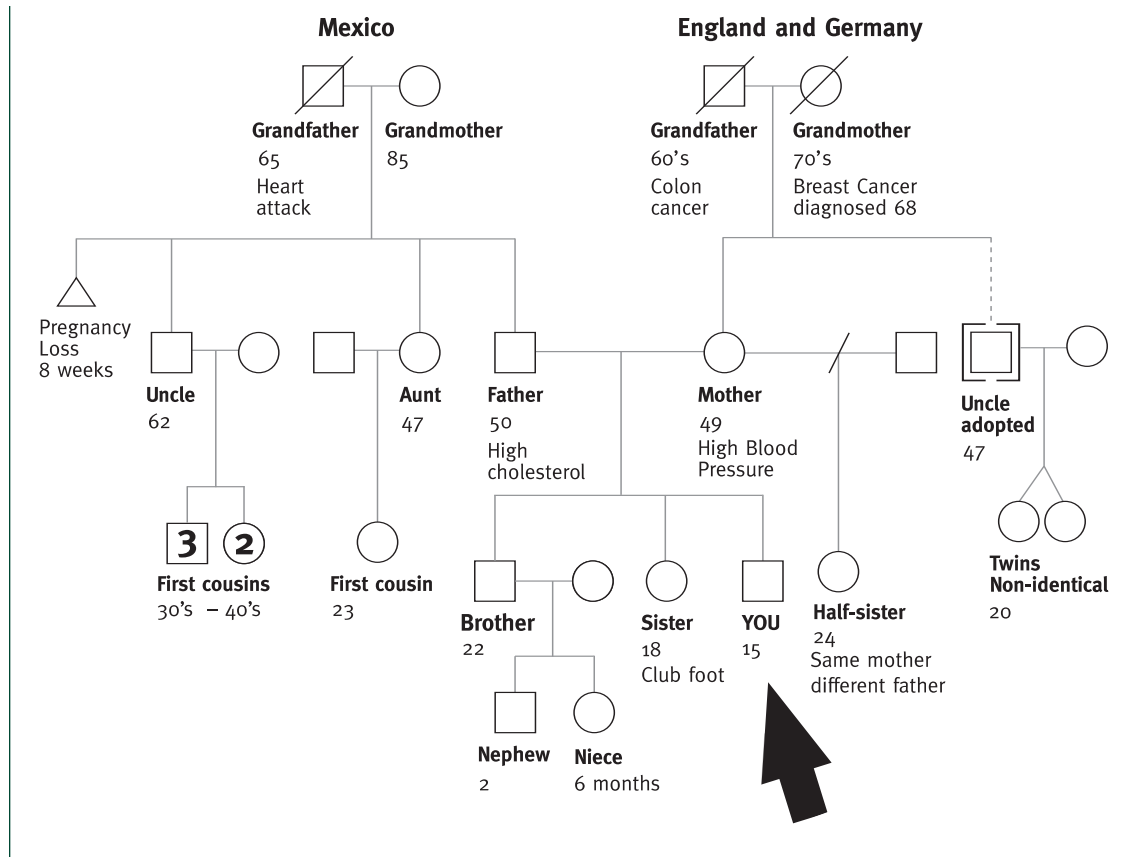 Mexico
England and Germany
Grandfather
65
Heart
attack
Grandmother
85
Grandfather
60's
Colon
cancer
Grandmother
70's
Breast Cancer
diagnosed 68
Pregnancy
Loss
8 weeks
Uncle
62
Aunt
47
Father
50
High
cholesterol
Mother
49
High Blood
Pressure
Uncle
adopted
47
3
2
First cousins
30's – 40's
First cousin
23
Brother
22
Sister
18
Club foot
YOU
15
Half-sister
24
Same mother
different father
Twins
Non-identical
20
Nephew
2
Niece
6 months